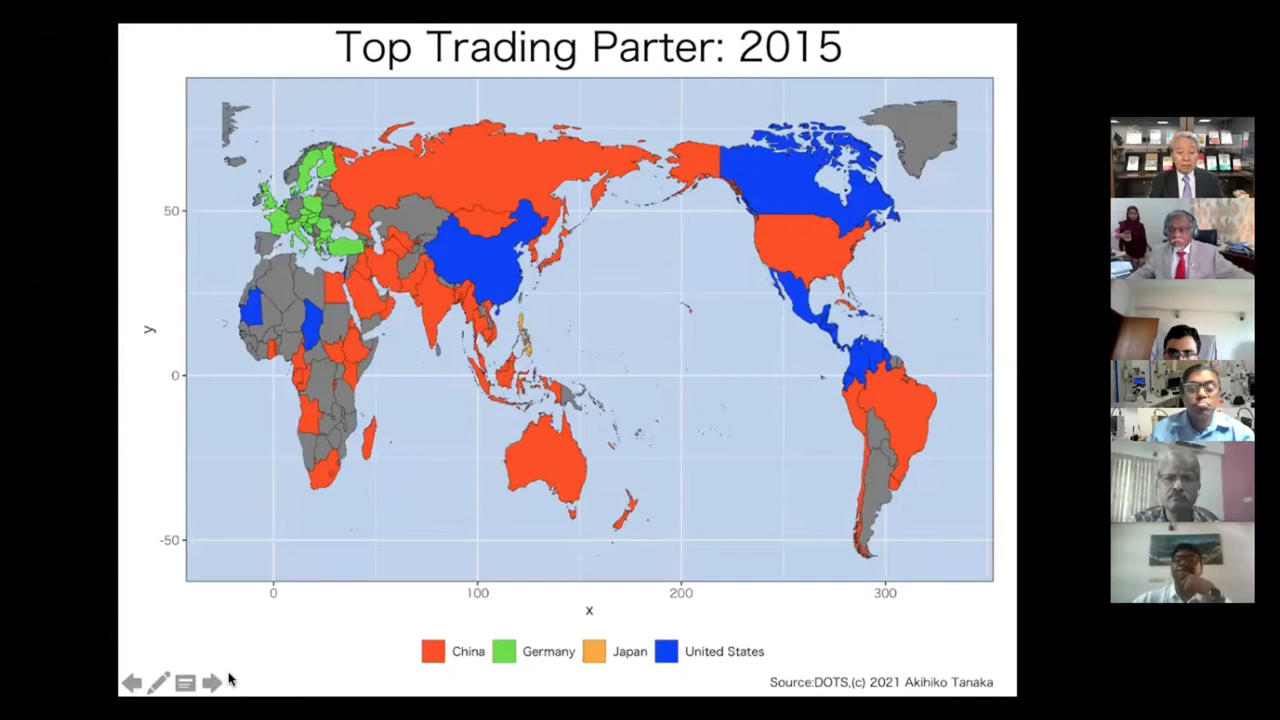 Top Trading Parter: 2015
50
0
-50
y
0 100 200 300
x
China Germany Japan United States
Source:DOTS,(c) 2021 Akihiko Tanaka